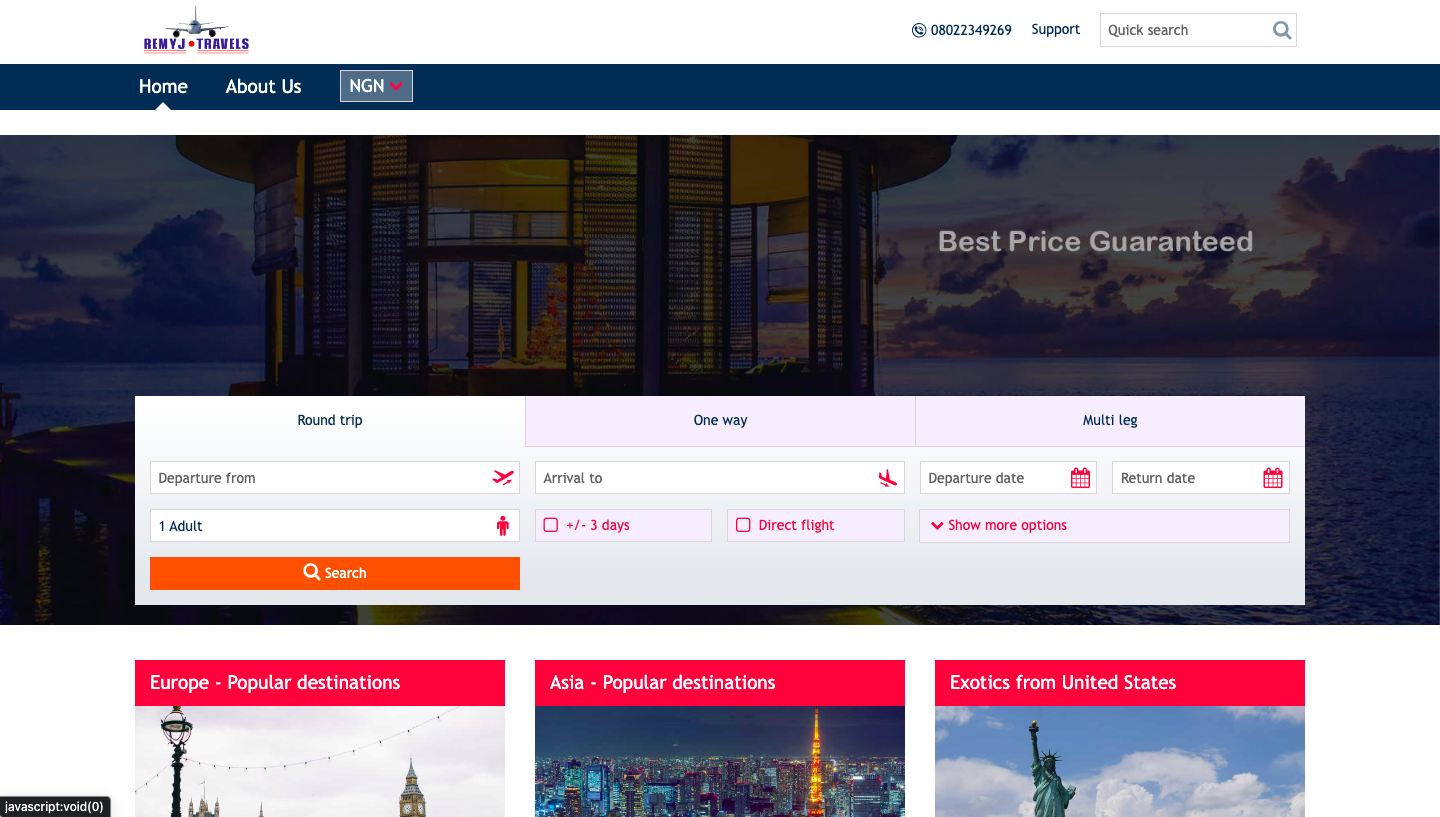 REMYJ TRAVELS
08022349269
Support
Quick search
Home
About Us
NGN
Best Price Guaranteed
Round trip
One way
Multi leg
Departure from
Arrival to
Departure date
Return date
1 Adult
+/- 3 days
Direct flight
Show more options
Search
Europe - Popular destinations
Asia - Popular destinations
Exotics from United States
javascript:void(0)